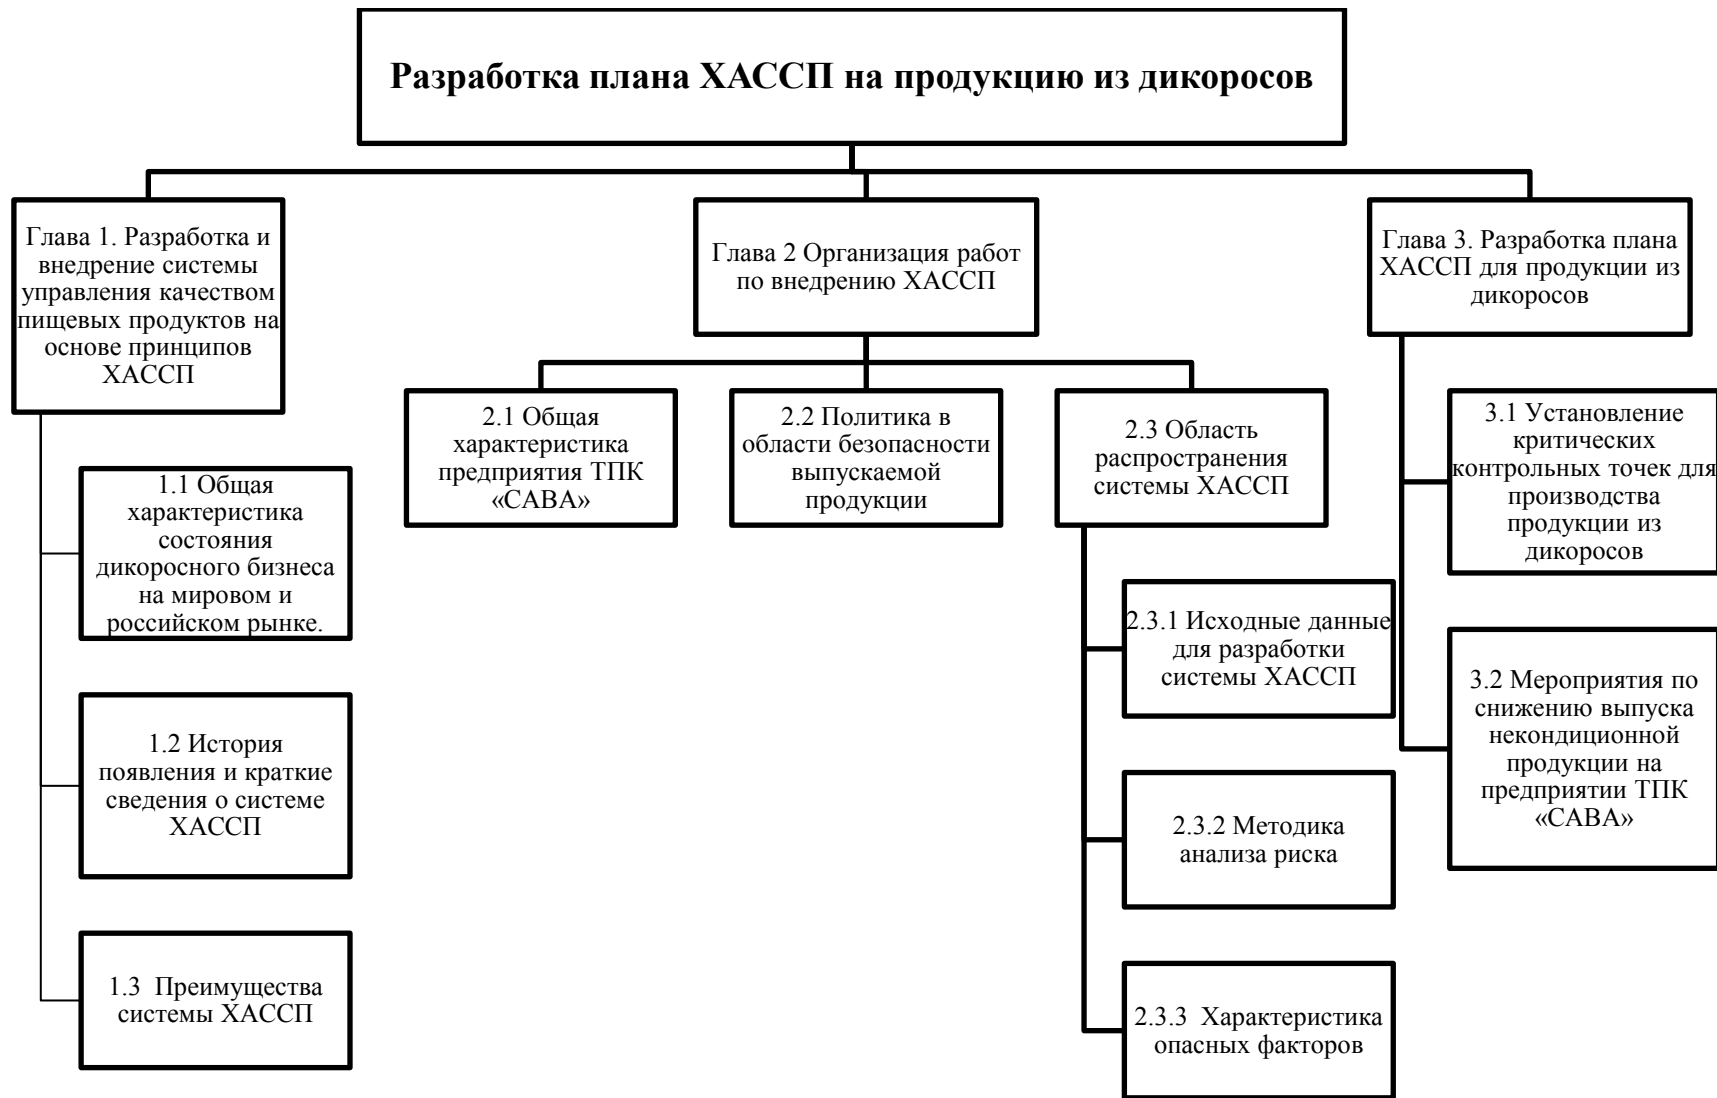 Разработка плана ХАССП на продукцию из дикоросов
Глава 1. Разработка и
внедрение системы
управления качеством
пищевых продуктов на
основе принципов
ХАССП
1.1 Общая
характеристика
состояния
дикоросного бизнеса
на мировом и
российском рынке.
1.2 История
появления и краткие
сведения о системе
ХАССП
1.3 Преимущества
системы ХАССП
Глава 2 Организация работ
по внедрению ХАССП
2.1 Общая
характеристика
предприятия ТПК
«САВА»
2.2 Политика в
области безопасности
выпускаемой
продукции
2.3 Область
распространения
системы ХАССП
2.3.1 Исходные данные
для разработки
системы ХАССП
2.3.2 Методика
анализа риска
2.3.3 Характеристика
опасных факторов
Глава 3. Разработка плана
ХАССП для продукции из
дикоросов
3.1 Установление
критических
контрольных точек для
производства
продукции из
дикоросов
3.2 Мероприятия по
снижению выпуска
некондиционной
продукции на
предприятии ТПК
«САВА»